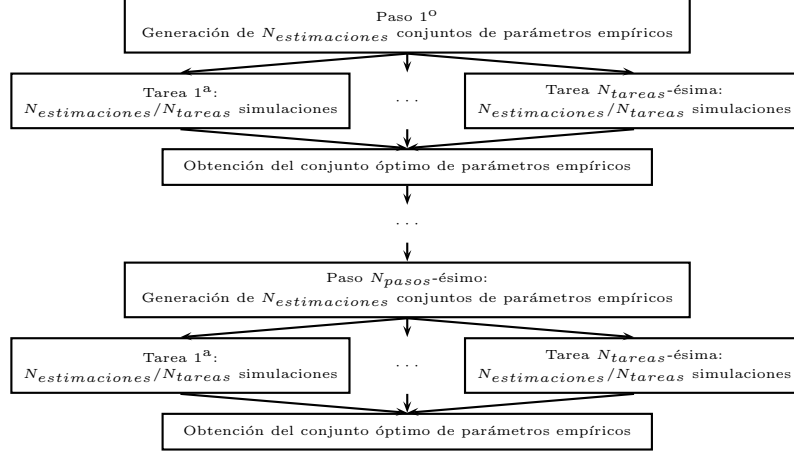 Paso 1º
Generación de N_estimaciones conjuntos de parámetros empíricos
Tarea 1ª:
N_estimaciones/N_tareas simulaciones
...
Tarea N_tareas-ésima:
N_estimaciones/N_tareas simulaciones
Obtención del conjunto óptimo de parámetros empíricos
...
Paso N_pasos-ésimo:
Generación de N_estimaciones conjuntos de parámetros empíricos
Tarea 1ª:
N_estimaciones/N_tareas simulaciones
...
Tarea N_tareas-ésima:
N_estimaciones/N_tareas simulaciones
Obtención del conjunto óptimo de parámetros empíricos